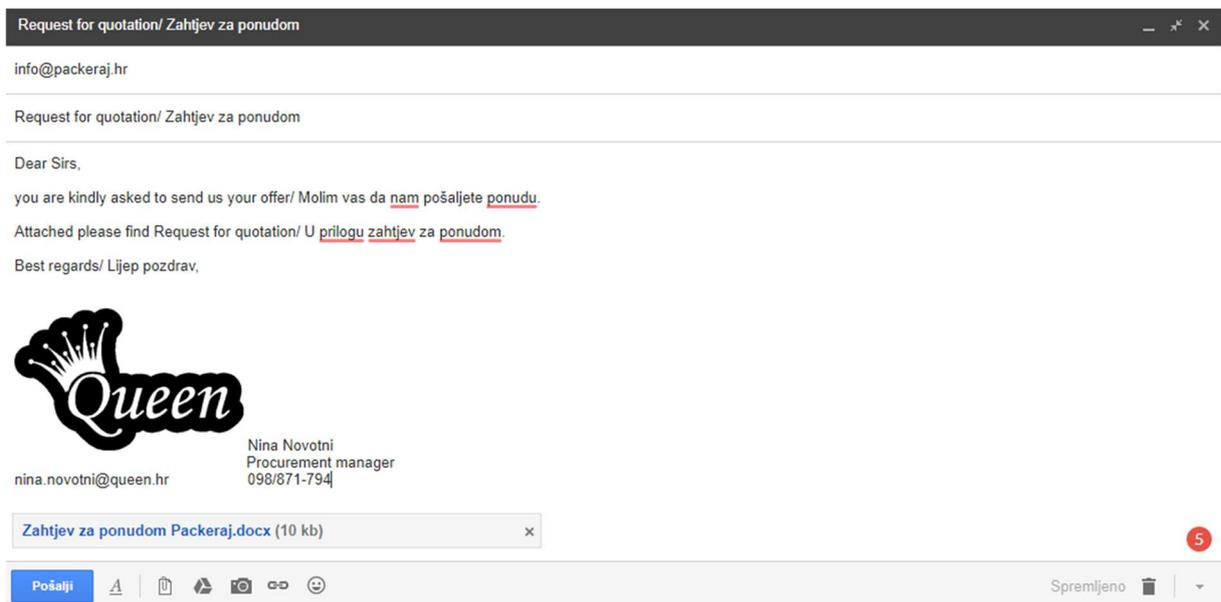 Request for quotation/ Zahtjev za ponudom
info@packeraj.hr
Request for quotation/ Zahtjev za ponudom
Dear Sirs,
you are kindly asked to send us your offer/ Molim vas da nam pošaljete ponudu.
Attached please find Request for quotation/ U prilogu zahtjev za ponudom.
Best regards/ Lijep pozdrav,
Queen
Nina Novotni
Procurement manager
nina.novotni@queen.hr 098/871-794
Zahtjev za ponudom Packeraj.docx (10 kb)
5
Pošalji A Spremljeno